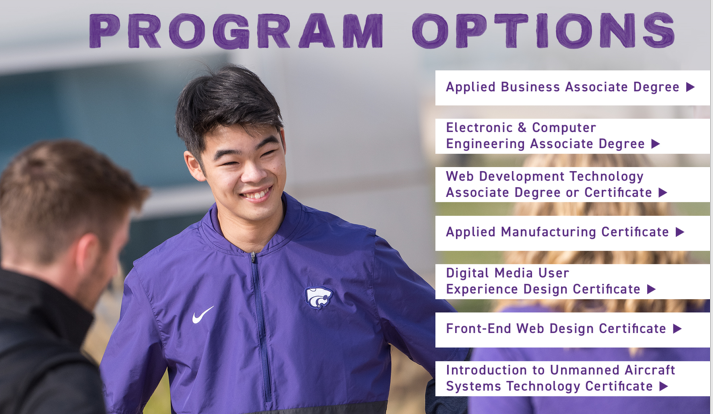 PROGRAM OPTIONS
Applied Business Associate Degree ▶
Electronic & Computer
Engineering Associate Degree ▶
Web Development Technology
Associate Degree or Certificate ▶
Applied Manufacturing Certificate ▶
Digital Media User
Experience Design Certificate ▶
Front-End Web Design Certificate ▶
Introduction to Unmanned Aircraft
Systems Technology Certificate ▶